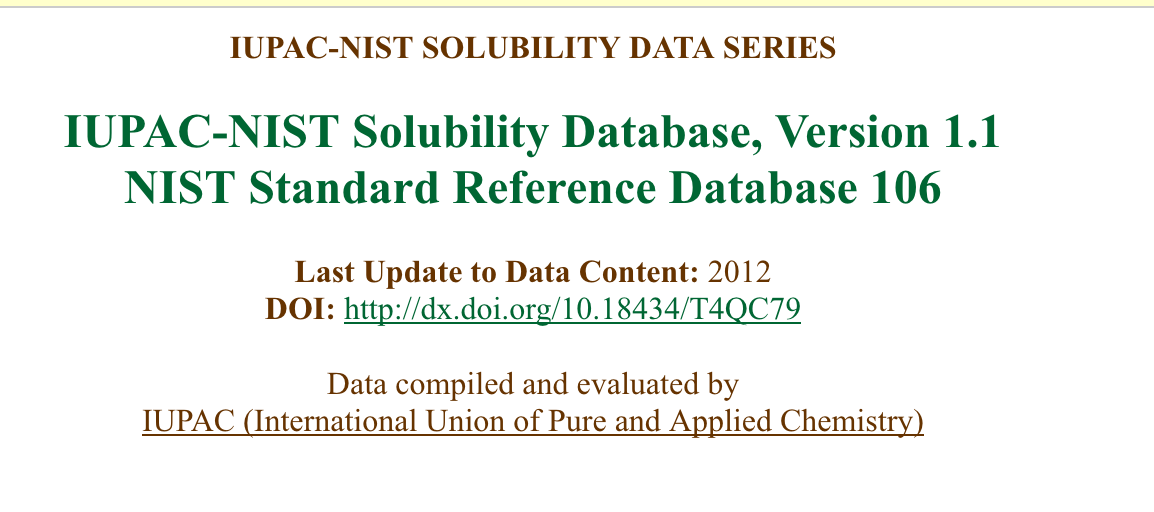 IUPAC-NIST SOLUBILITY DATA SERIES
IUPAC-NIST Solubility Database, Version 1.1
NIST Standard Reference Database 106
Last Update to Data Content: 2012
DOI: http://dx.doi.org/10.18434/T4QC79
Data compiled and evaluated by
IUPAC (International Union of Pure and Applied Chemistry)